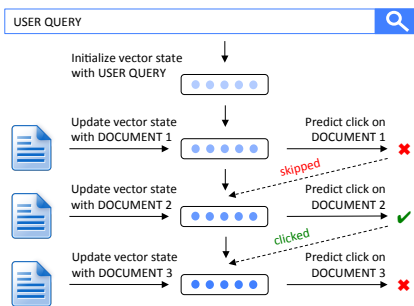 USER QUERY
Initialize vector state
with USER QUERY
Update vector state
with DOCUMENT 1
Predict click on
DOCUMENT 1
skipped
Update vector state
with DOCUMENT 2
Predict click on
DOCUMENT 2
clicked
Update vector state
with DOCUMENT 3
Predict click on
DOCUMENT 3